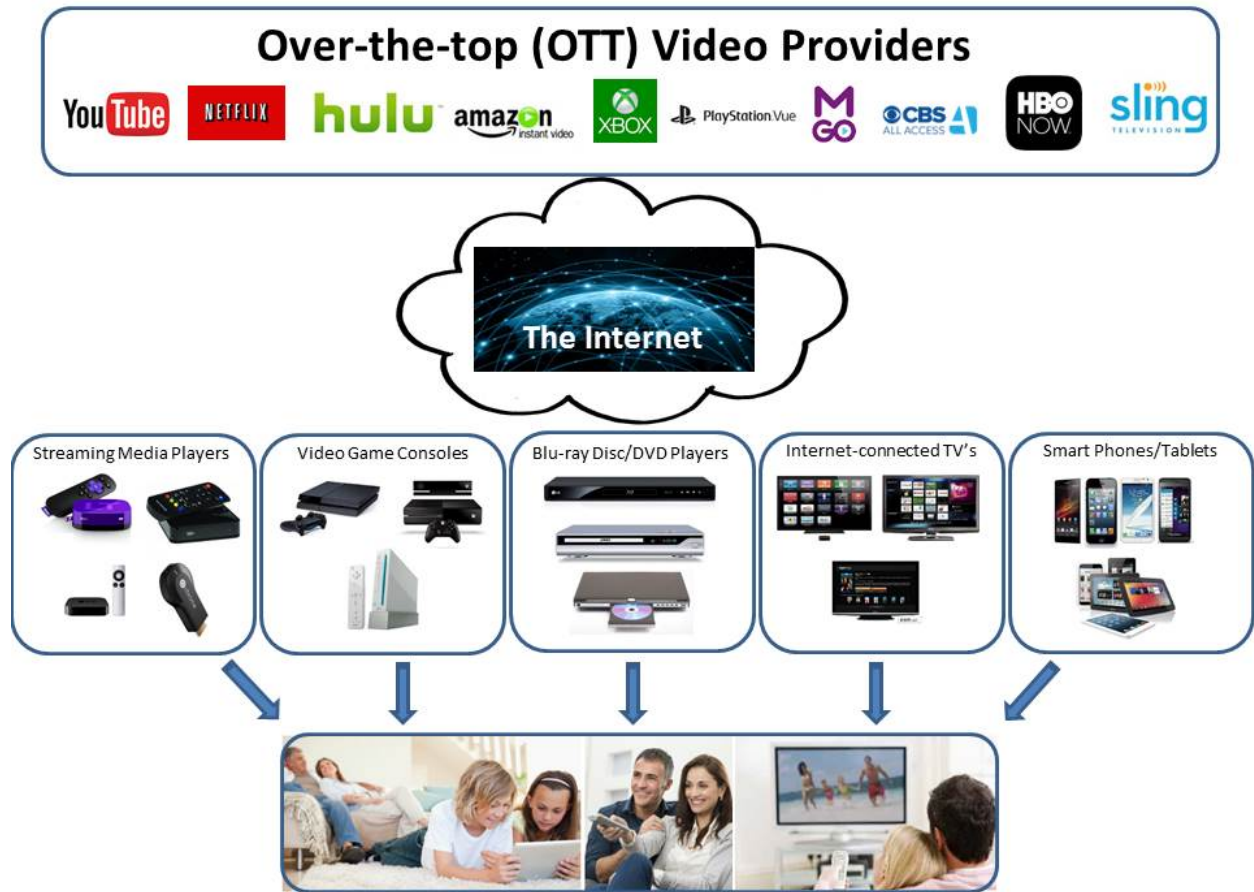 Over-the-top (OTT) Video Providers
YouTube NETFLIX hulu amazon instant video XBOX PlayStation Vue M GO CBS ALL ACCESS HBO NOW sling TELEVISION
The Internet
Streaming Media Players
Video Game Consoles
Blu-ray Disc/DVD Players
Internet-connected TV's
Smart Phones/Tablets